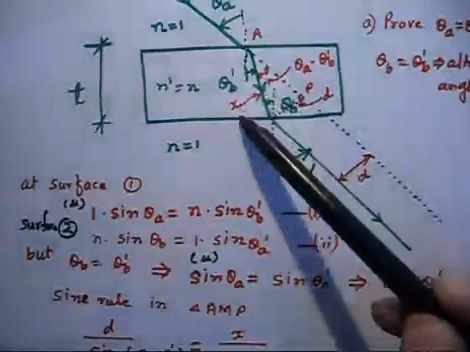 n=1
θa
A
a) Prove θa=
θb = θb' ⇒ al
ang
n'=n
θb'
θa-θb'
x
P
d
θb
t
n=1
d
at surface ①
(μ)
1. sin θa = n. sin θb' —(i)
surface ②
n. sin θb = 1. sin θa' —(ii)
(μ)
but θb = θb' ⇒ sin θa = sin θa' ⇒
Sine rule in △AMP
d
x